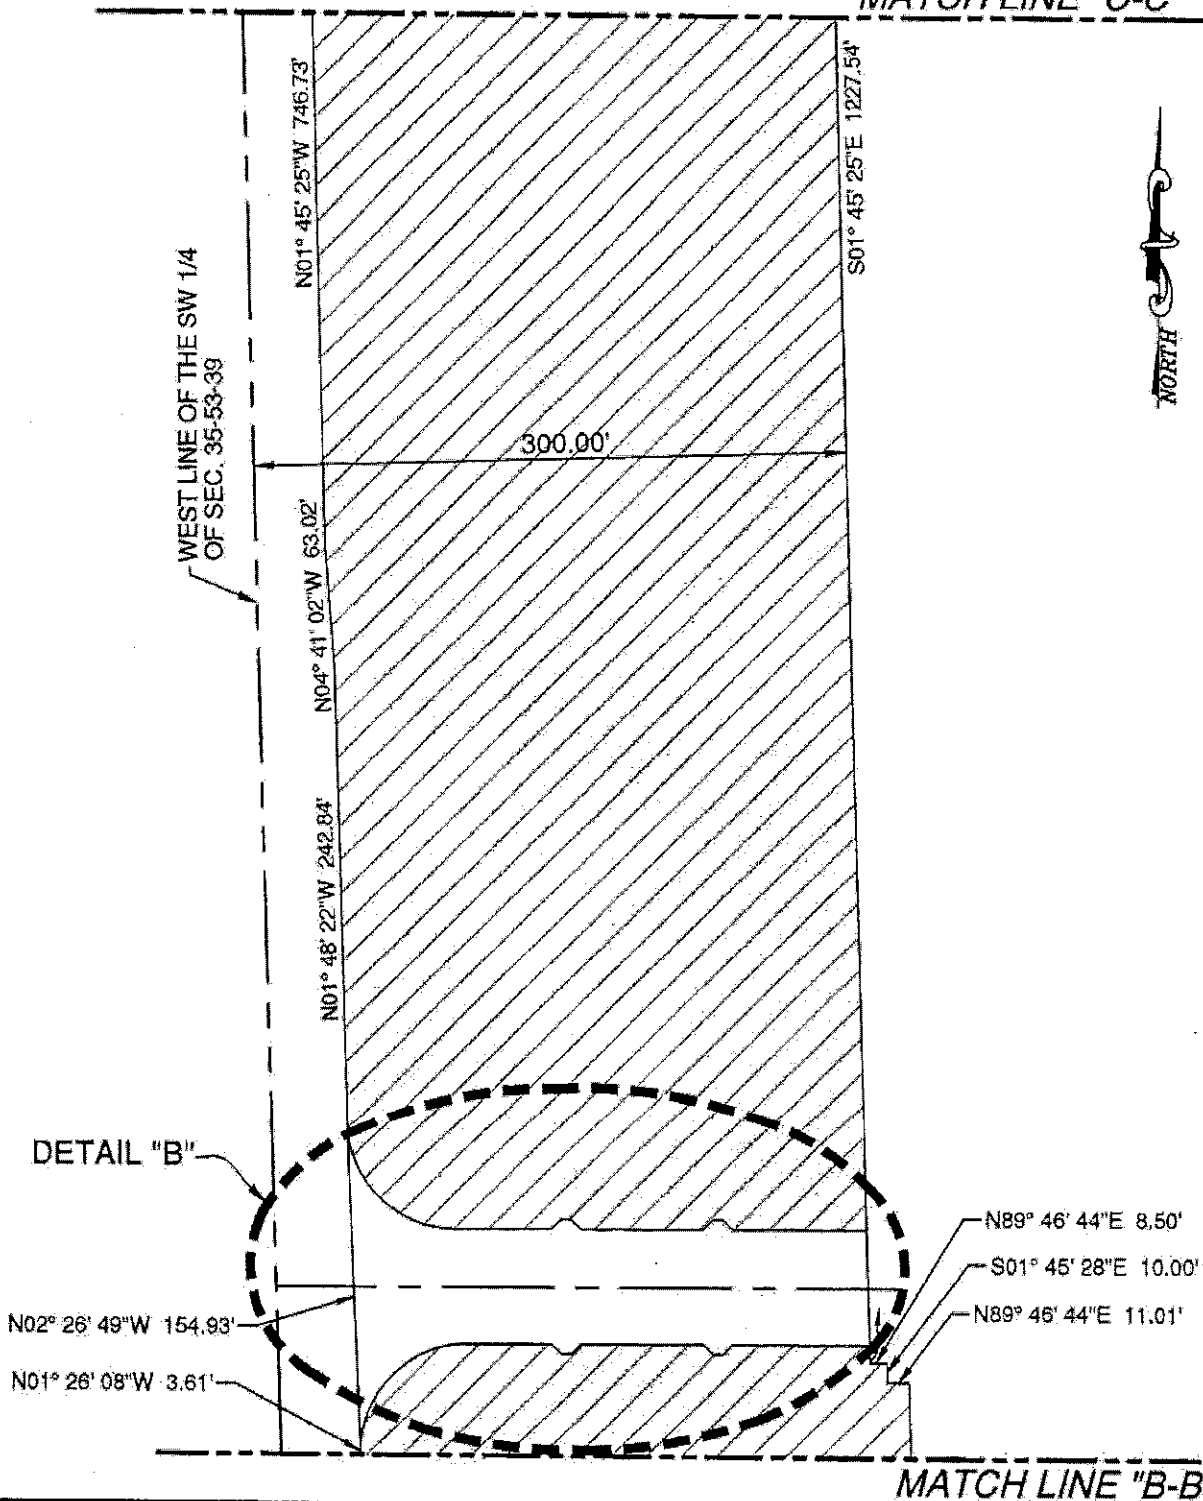 MATCH LINE "C-C"
N01° 45' 25"W 746.73'
S01° 45' 25"E 1227.54'
NORTH
WEST LINE OF THE SW 1/4
OF SEC. 35-53-39
300.00'
N04° 41' 02"W 63.02'
N01° 48' 22"W 242.84'
DETAIL "B"
N89° 46' 44"E 8.50'
S01° 45' 28"E 10.00'
N89° 46' 44"E 11.01'
N02° 26' 49"W 154.93'
N01° 26' 08"W 3.61'
MATCH LINE "B-B